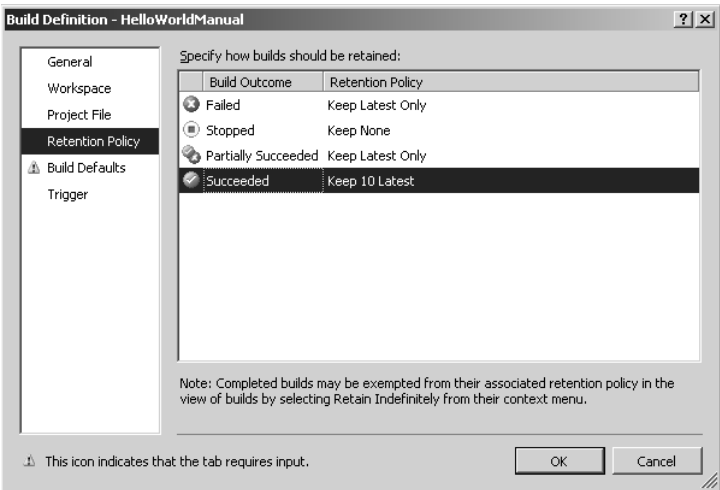 Build Definition - HelloWorldManual
General
Workspace
Project File
Retention Policy
Build Defaults
Trigger
Specify how builds should be retained:
Build Outcome Retention Policy
Failed Keep Latest Only
Stopped Keep None
Partially Succeeded Keep Latest Only
Succeeded Keep 10 Latest
Note: Completed builds may be exempted from their associated retention policy in the
view of builds by selecting Retain Indefinitely from their context menu.
This icon indicates that the tab requires input.
OK Cancel